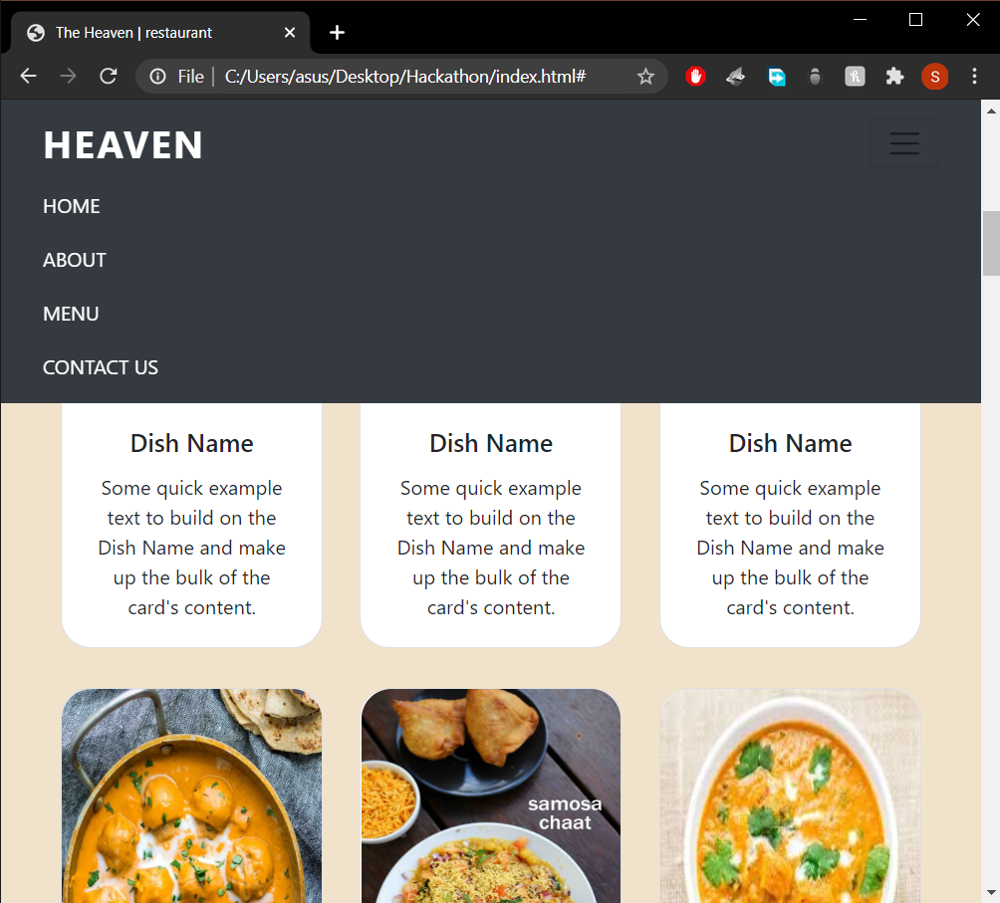 The Heaven | restaurant
File | C:/Users/asus/Desktop/Hackathon/index.html#
S
HEAVEN
HOME
ABOUT
MENU
CONTACT US
Dish Name
Some quick example
text to build on the
Dish Name and make
up the bulk of the
card's content.
Dish Name
Some quick example
text to build on the
Dish Name and make
up the bulk of the
card's content.
Dish Name
Some quick example
text to build on the
Dish Name and make
up the bulk of the
card's content.
samosa
chaat